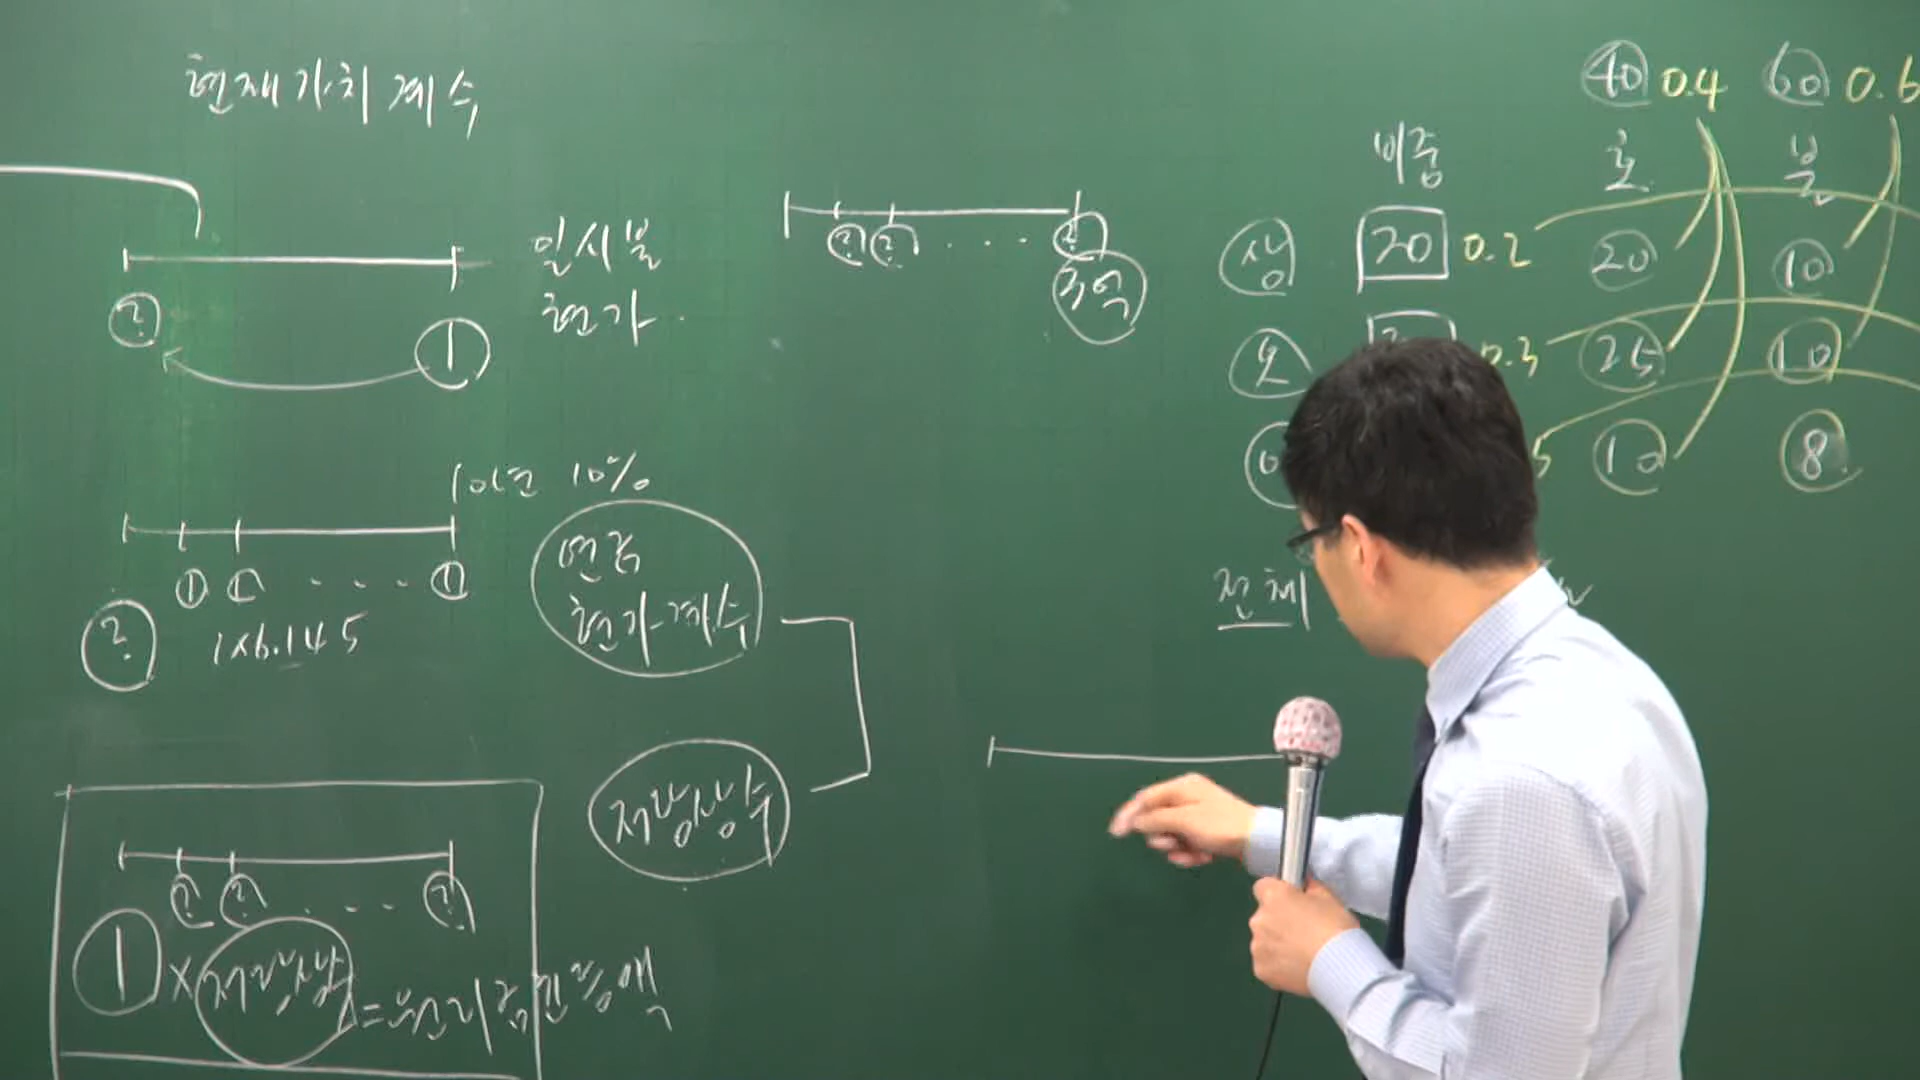 현재가치계수
? 1
일시불
현가
10년 10%
① ① · · · ①
? 1×6.145
연금
현가계수
저당상수
? ? · · · ?
1 × 저당상수 = 원리금균등액
? ? · · · ?
3억
40 0.4 60 0.6
비중 호 불
상 20 0.2 20 10
오 0.3 25 10
10 8
전체